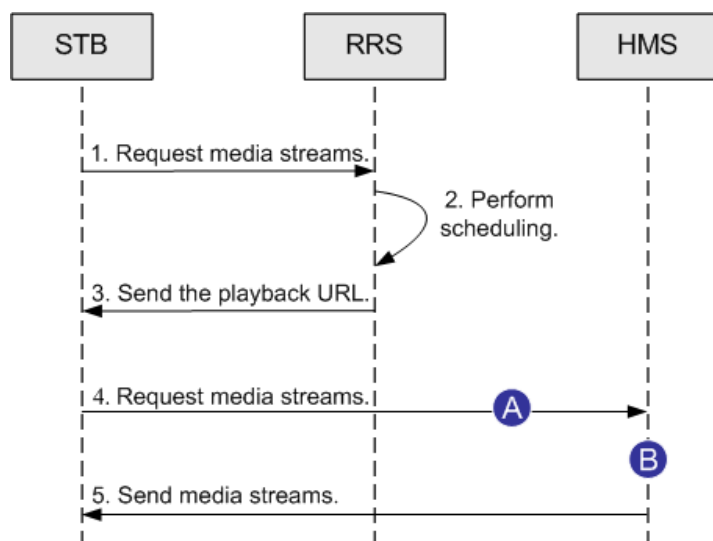 STB
RRS
HMS
1. Request media streams.
2. Perform
scheduling.
3. Send the playback URL.
4. Request media streams.
A
B
5. Send media streams.